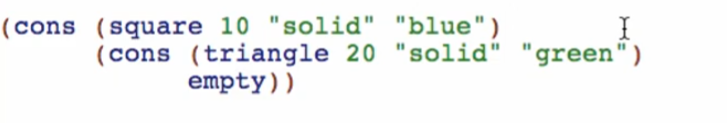 (cons (square 10 "solid" "blue")
(cons (triangle 20 "solid" "green")
empty))